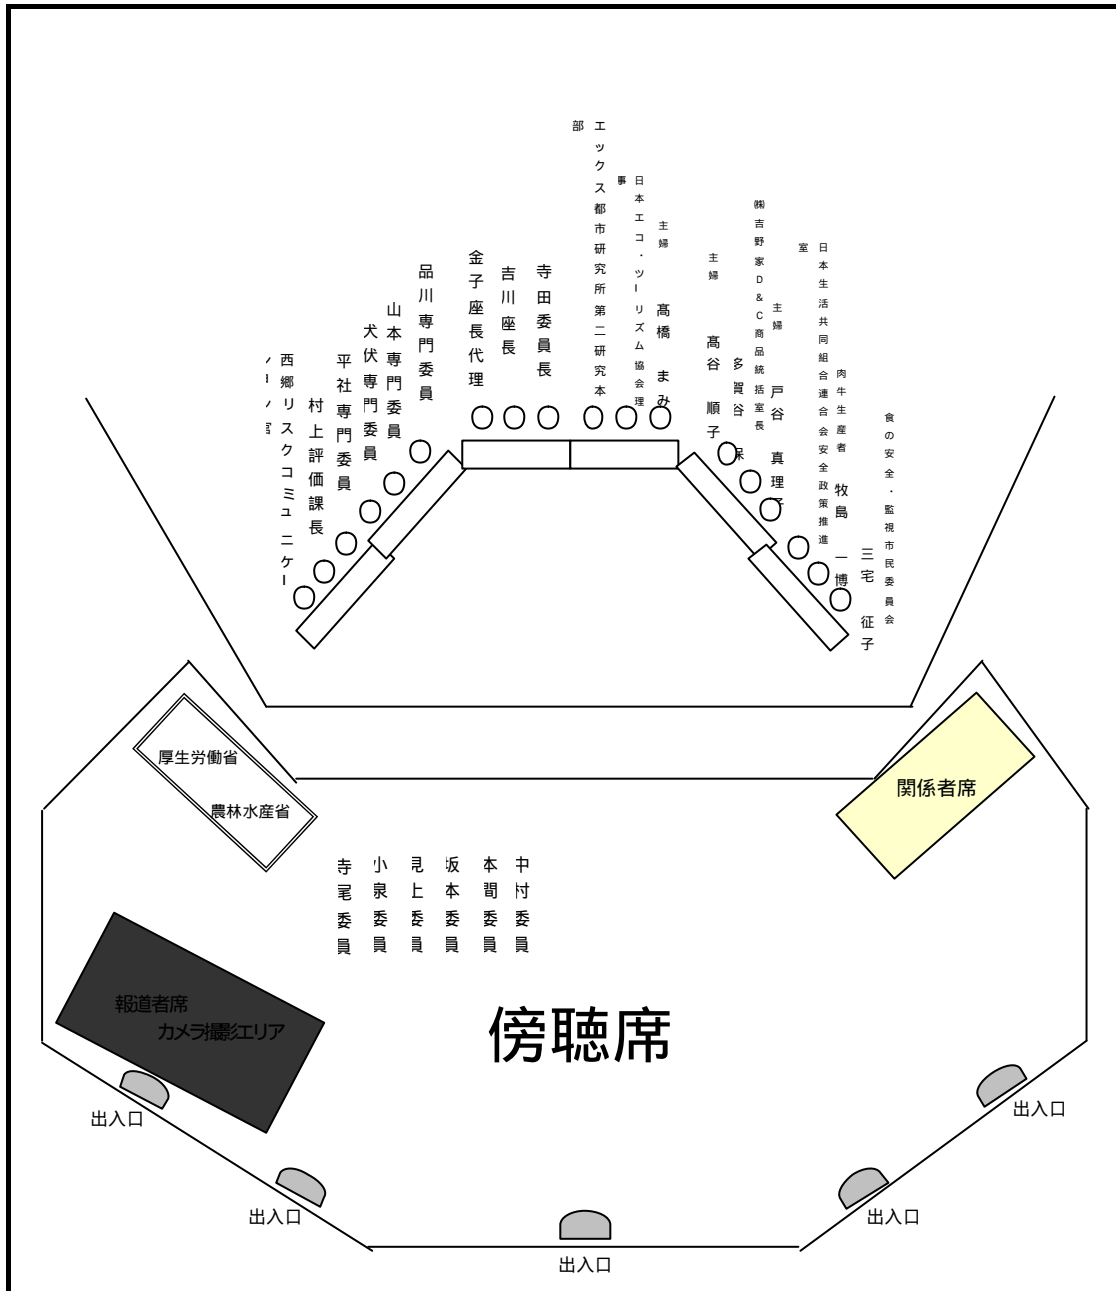 食の安全・監視市民委員会
三宅 征子
肉牛生産者 牧島 一博
日本生活共同組合連合会安全政策推進
室
主婦 戸谷 真理子
㈱吉野家D&C商品統括室長
多賀谷 保
主婦 髙谷 順子
主婦 髙橋 まみ
日本エコ・ツーリズム協会理
事
エックス都市研究所第二研究本
部
寺田委員長
吉川座長
金子座長代理
品川専門委員
山本専門委員
犬伏専門委員
平社専門委員
村上評価課長
西郷リスクコミュニケー
ション官
厚生労働省
農林水産省
関係者席
中村委員
本間委員
坂本委員
見上委員
小泉委員
寺尾委員
報道者席
カメラ撮影エリア
傍聴席
出入口
出入口
出入口
出入口
出入口